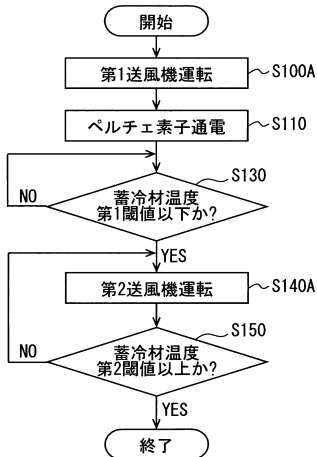 開始
第1送風機運転
S100A
ペルチェ素子通電
S110
S130
蓄冷材温度
第1閾値以下か?
NO
YES
第2送風機運転
S140A
S150
蓄冷材温度
第2閾値以上か?
NO
YES
終了